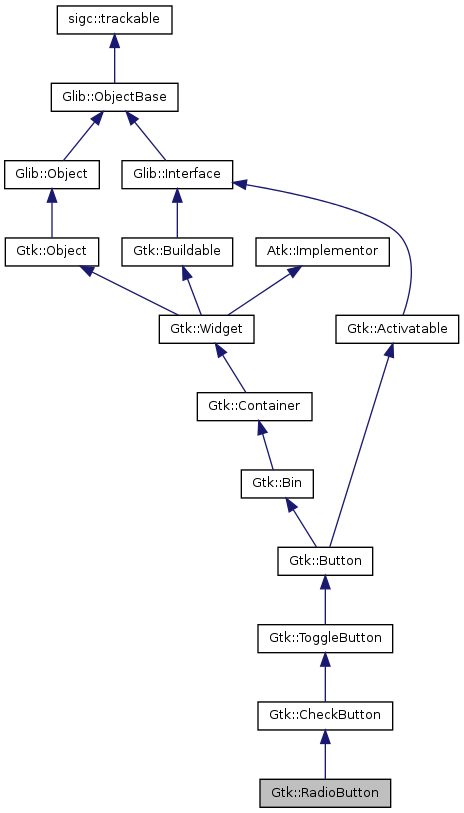 sigc::trackable
Glib::ObjectBase
Glib::Object
Glib::Interface
Gtk::Object
Gtk::Buildable
Atk::Implementor
Gtk::Widget
Gtk::Activatable
Gtk::Container
Gtk::Bin
Gtk::Button
Gtk::ToggleButton
Gtk::CheckButton
Gtk::RadioButton